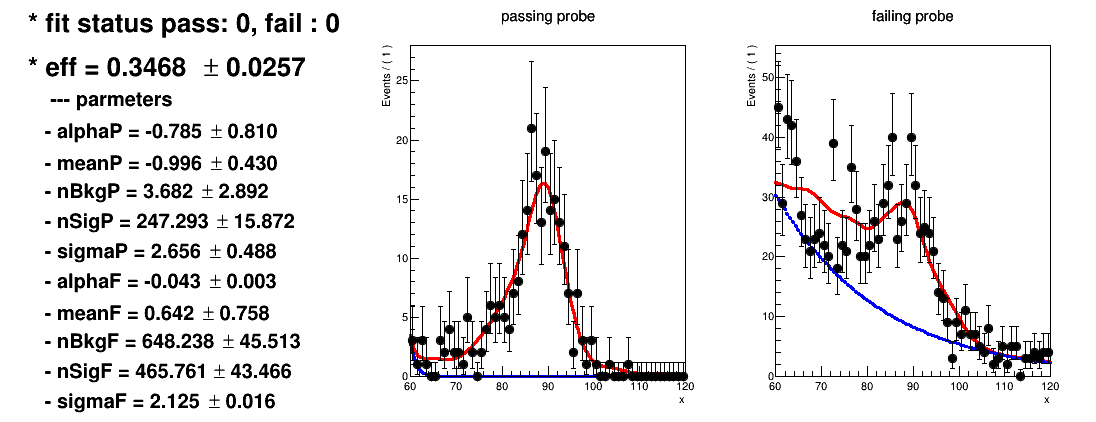 * fit status pass: 0, fail : 0
* eff = 0.3468 ± 0.0257
--- parmeters
- alphaP = -0.785 ± 0.810
- meanP = -0.996 ± 0.430
- nBkgP = 3.682 ± 2.892
- nSigP = 247.293 ± 15.872
- sigmaP = 2.656 ± 0.488
- alphaF = -0.043 ± 0.003
- meanF = 0.642 ± 0.758
- nBkgF = 648.238 ± 45.513
- nSigF = 465.761 ± 43.466
- sigmaF = 2.125 ± 0.016
passing probe
Events / ( 1 )
25
20
15
10
5
0
60 70 80 90 100 110 120
x
failing probe
Events / ( 1 )
50
40
30
20
10
0
60 70 80 90 100 110 120
x